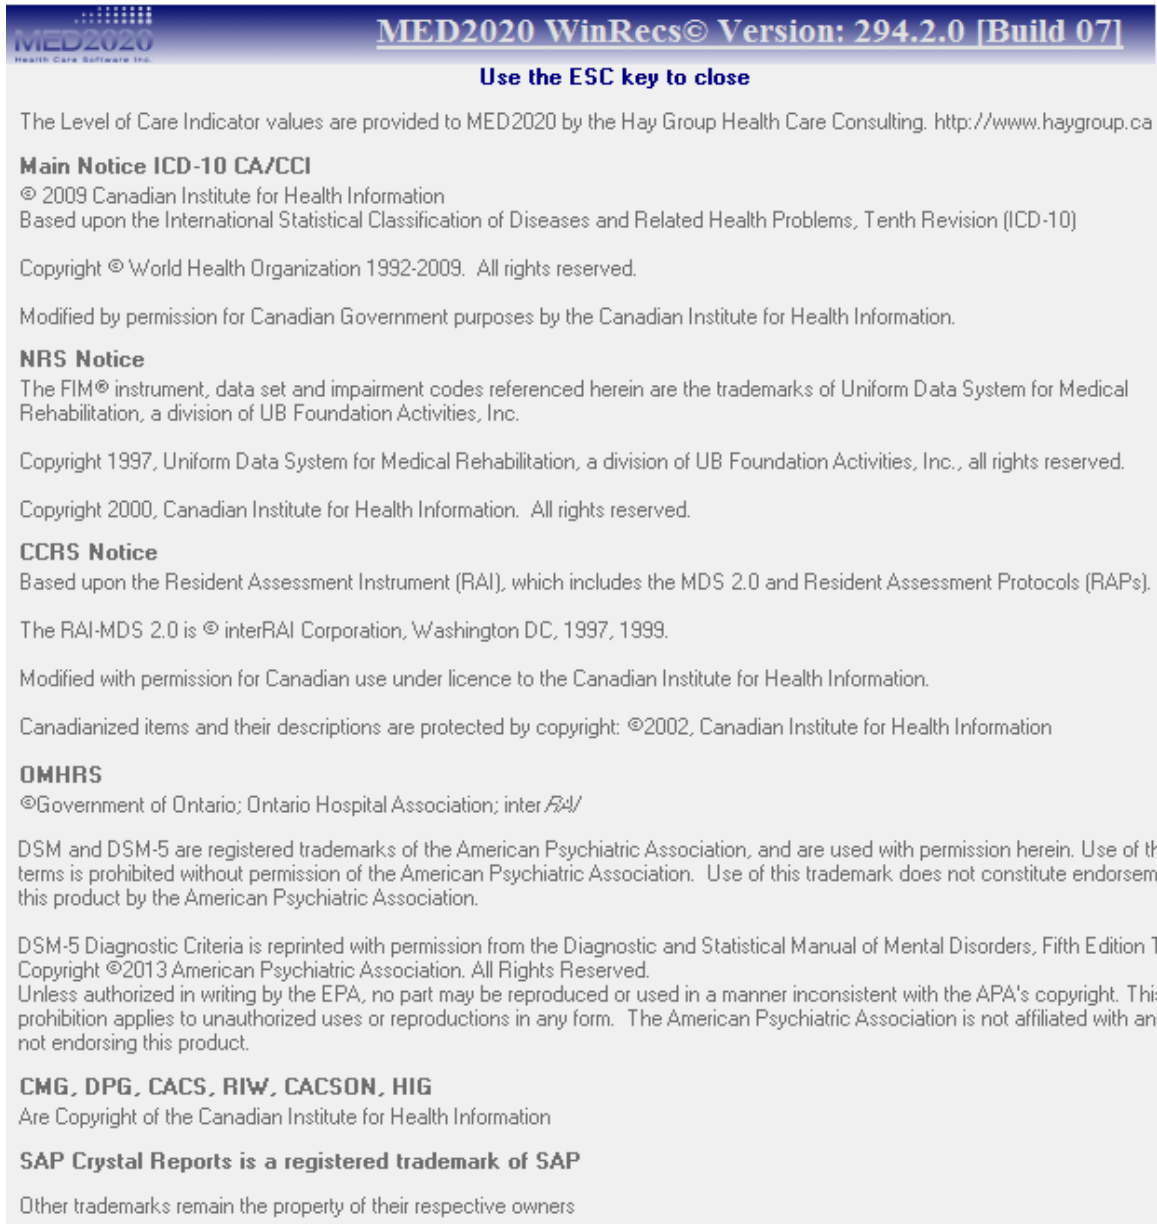 MED2020
Health Care Software Inc.
MED2020 WinRecs© Version: 294.2.0 [Build 07]
Use the ESC key to close
The Level of Care Indicator values are provided to MED2020 by the Hay Group Health Care Consulting. http://www.haygroup.ca
Main Notice ICD-10 CA/CCI
© 2009 Canadian Institute for Health Information
Based upon the International Statistical Classification of Diseases and Related Health Problems, Tenth Revision (ICD-10)
Copyright © World Health Organization 1992-2009. All rights reserved.
Modified by permission for Canadian Government purposes by the Canadian Institute for Health Information.
NRS Notice
The FIM® instrument, data set and impairment codes referenced herein are the trademarks of Uniform Data System for Medical
Rehabilitation, a division of UB Foundation Activities, Inc.
Copyright 1997, Uniform Data System for Medical Rehabilitation, a division of UB Foundation Activities, Inc., all rights reserved.
Copyright 2000, Canadian Institute for Health Information. All rights reserved.
CCRS Notice
Based upon the Resident Assessment Instrument (RAI), which includes the MDS 2.0 and Resident Assessment Protocols (RAPs).
The RAI-MDS 2.0 is © interRAI Corporation, Washington DC, 1997, 1999.
Modified with permission for Canadian use under licence to the Canadian Institute for Health Information.
Canadianized items and their descriptions are protected by copyright: ©2002, Canadian Institute for Health Information
OMHRS
©Government of Ontario; Ontario Hospital Association; inter RAI
DSM and DSM-5 are registered trademarks of the American Psychiatric Association, and are used with permission herein. Use of th
terms is prohibited without permission of the American Psychiatric Association. Use of this trademark does not constitute endorsem
this product by the American Psychiatric Association.
DSM-5 Diagnostic Criteria is reprinted with permission from the Diagnostic and Statistical Manual of Mental Disorders, Fifth Edition T
Copyright ©2013 American Psychiatric Association. All Rights Reserved.
Unless authorized in writing by the EPA, no part may be reproduced or used in a manner inconsistent with the APA's copyright. This
prohibition applies to unauthorized uses or reproductions in any form. The American Psychiatric Association is not affiliated with an
not endorsing this product.
CMG, DPG, CACS, RIW, CACSON, HIG
Are Copyright of the Canadian Institute for Health Information
SAP Crystal Reports is a registered trademark of SAP
Other trademarks remain the property of their respective owners